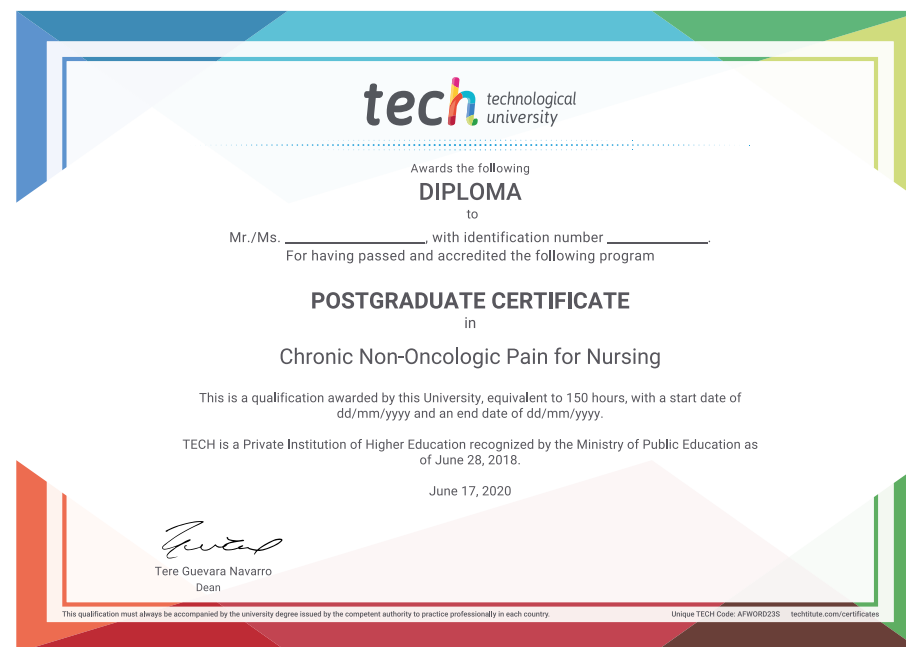 tech technological
university
Awards the following
DIPLOMA
to
Mr./Ms. ____________________, with identification number ______________.
For having passed and accredited the following program
POSTGRADUATE CERTIFICATE
in
Chronic Non-Oncologic Pain for Nursing
This is a qualification awarded by this University, equivalent to 150 hours, with a start date of
dd/mm/yyyy and an end date of dd/mm/yyyy.
TECH is a Private Institution of Higher Education recognized by the Ministry of Public Education as
of June 28, 2018.
June 17, 2020
Tere Guevara Navarro
Dean
This qualification must always be accompanied by the university degree issued by the competent authority to practice professionally in each country.
Unique TECH Code: AFWORD23S techtitute.com/certificates